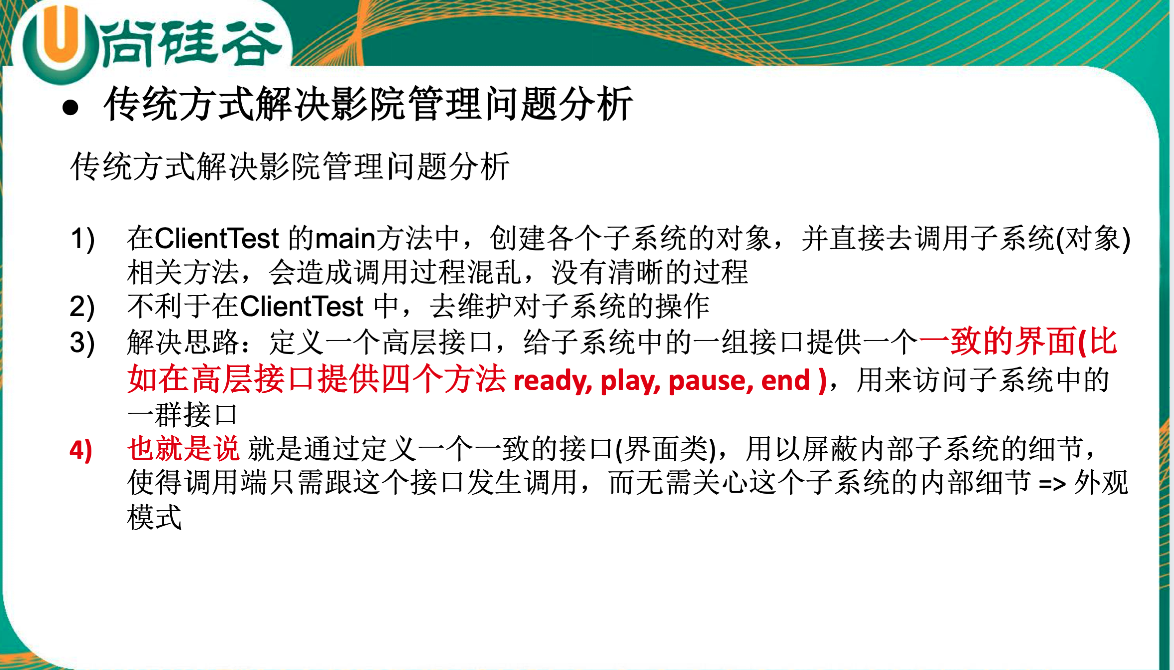 尚硅谷
● 传统方式解决影院管理问题分析
传统方式解决影院管理问题分析
1) 在ClientTest 的main方法中，创建各个子系统的对象，并直接去调用子系统(对象)
相关方法，会造成调用过程混乱，没有清晰的过程
2) 不利于在ClientTest 中，去维护对子系统的操作
3) 解决思路：定义一个高层接口，给子系统中的一组接口提供一个一致的界面(比
如在高层接口提供四个方法 ready, play, pause, end )，用来访问子系统中的
一群接口
4) 也就是说 就是通过定义一个一致的接口(界面类)，用以屏蔽内部子系统的细节，
使得调用端只需跟这个接口发生调用，而无需关心这个子系统的内部细节 => 外观
模式